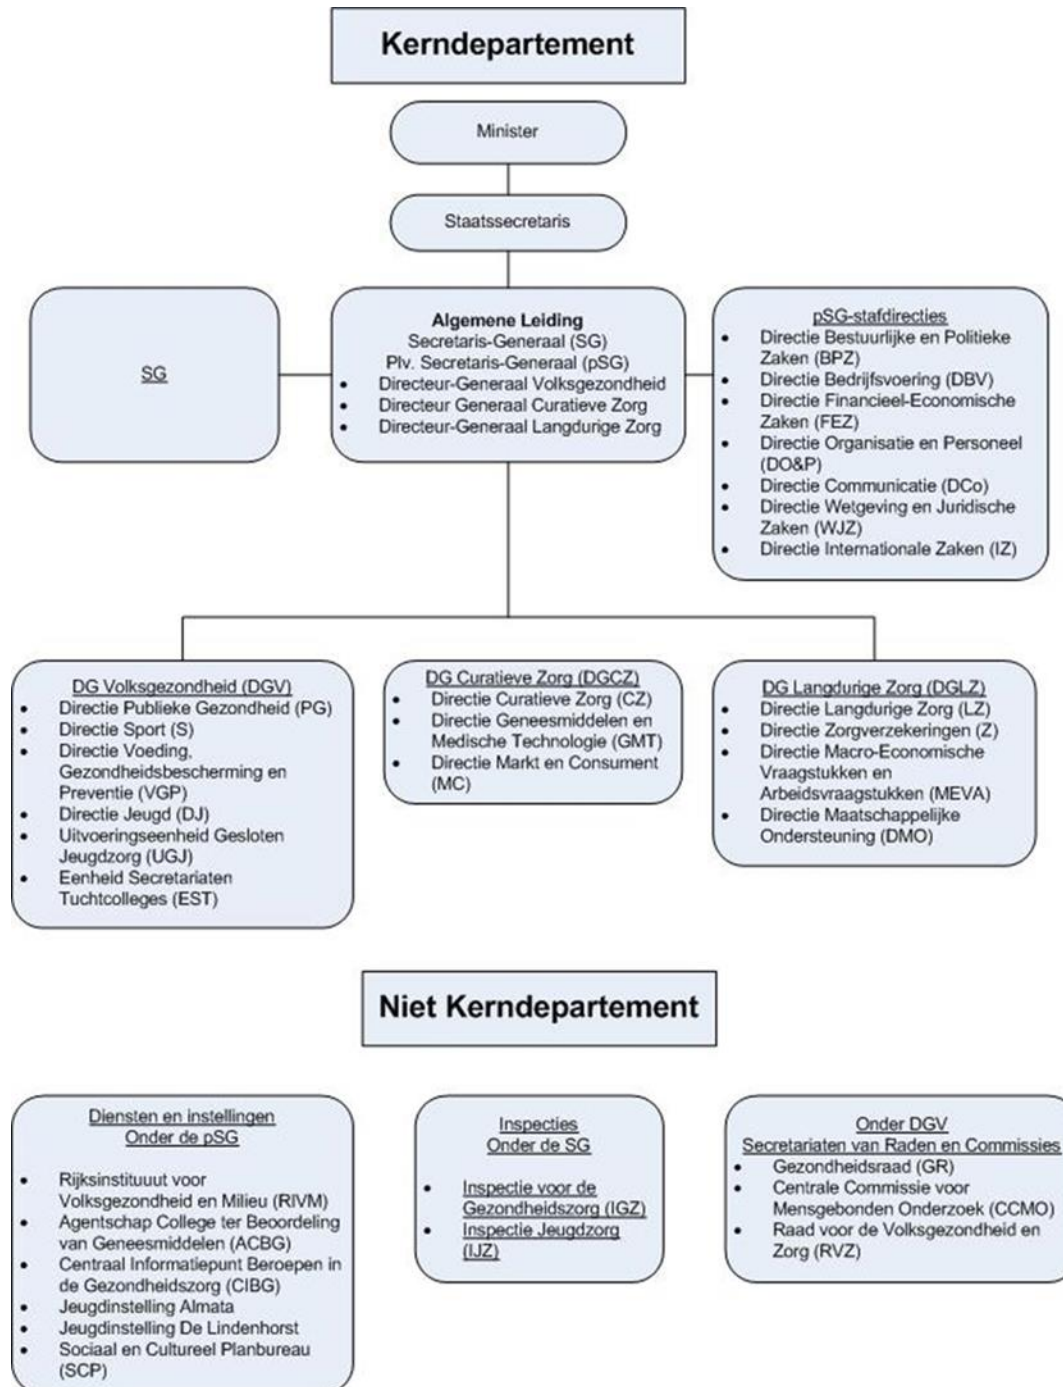 Kerndepartement
Minister
Staatssecretaris
SG
Algemene Leiding
Secretaris-Generaal (SG)
Plv. Secretaris-Generaal (pSG)
• Directeur-Generaal Volksgezondheid
• Directeur Generaal Curatieve Zorg
• Directeur-Generaal Langdurige Zorg
pSG-stafdirecties
• Directie Bestuurlijke en Politieke
Zaken (BPZ)
• Directie Bedrijfsvoering (DBV)
• Directie Financieel-Economische
Zaken (FEZ)
• Directie Organisatie en Personeel
(DO&P)
• Directie Communicatie (DCo)
• Directie Wetgeving en Juridische
Zaken (WJZ)
• Directie Internationale Zaken (IZ)
DG Volksgezondheid (DGV)
• Directie Publieke Gezondheid (PG)
• Directie Sport (S)
• Directie Voeding,
Gezondheidsbescherming en
Preventie (VGP)
• Directie Jeugd (DJ)
• Uitvoeringseenheid Gesloten
Jeugdzorg (UGJ)
• Eenheid Secretariaten
Tuchtcolleges (EST)
DG Curatieve Zorg (DGCZ)
• Directie Curatieve Zorg (CZ)
• Directie Geneesmiddelen en
Medische Technologie (GMT)
• Directie Markt en Consument
(MC)
DG Langdurige Zorg (DGLZ)
• Directie Langdurige Zorg (LZ)
• Directie Zorgverzekeringen (Z)
• Directie Macro-Economische
Vraagstukken en
Arbeidsvraagstukken (MEVA)
• Directie Maatschappelijke
Ondersteuning (DMO)
Niet Kerndepartement
Diensten en instellingen
Onder de pSG
• Rijksinstituuut voor
Volksgezondheid en Milieu (RIVM)
• Agentschap College ter Beoordeling
van Geneesmiddelen (ACBG)
• Centraal Informatiepunt Beroepen in
de Gezondheidszorg (CIBG)
• Jeugdinstelling Almata
• Jeugdinstelling De Lindenhorst
• Sociaal en Cultureel Planbureau
(SCP)
Inspecties
Onder de SG
• Inspectie voor de
Gezondheidszorg (IGZ)
• Inspectie Jeugdzorg
(IJZ)
Onder DGV
Secretariaten van Raden en Commissies
• Gezondheidsraad (GR)
• Centrale Commissie voor
Mensgebonden Onderzoek (CCMO)
• Raad voor de Volksgezondheid en
Zorg (RVZ)